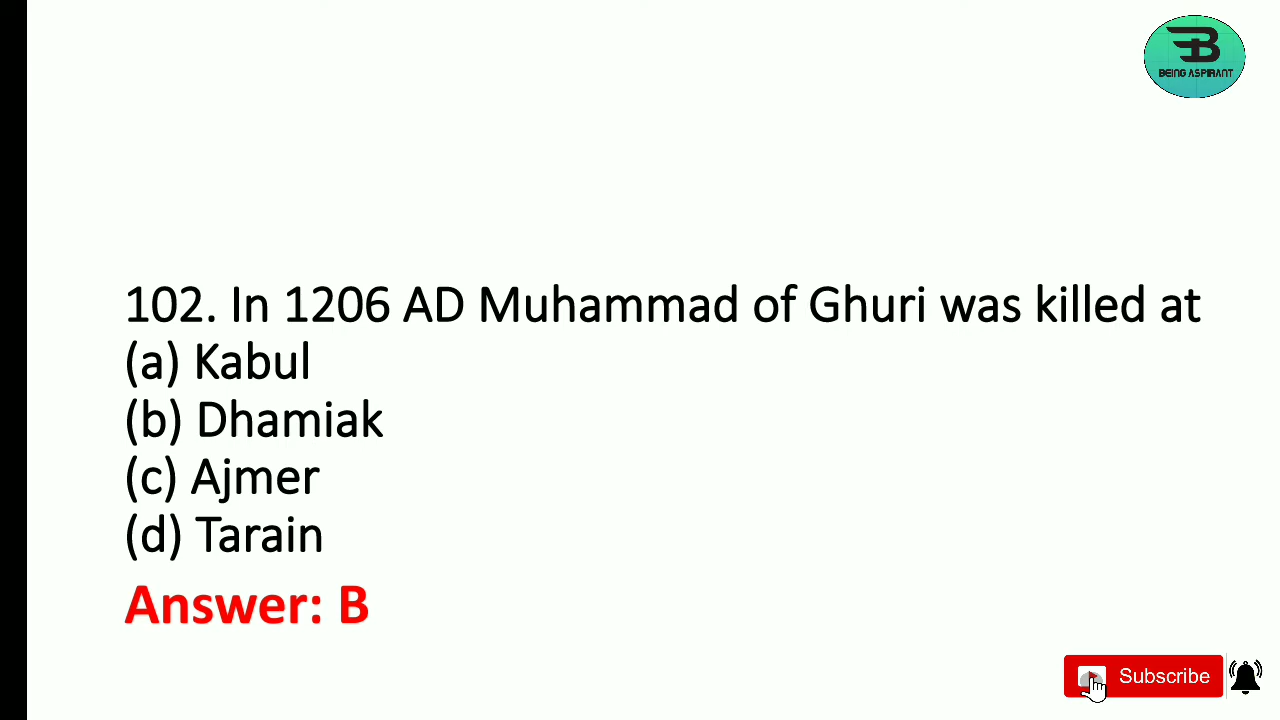 BEING ASPIRANT
102. In 1206 AD Muhammad of Ghuri was killed at
(a) Kabul
(b) Dhamiak
(c) Ajmer
(d) Tarain
Answer: B
Subscribe